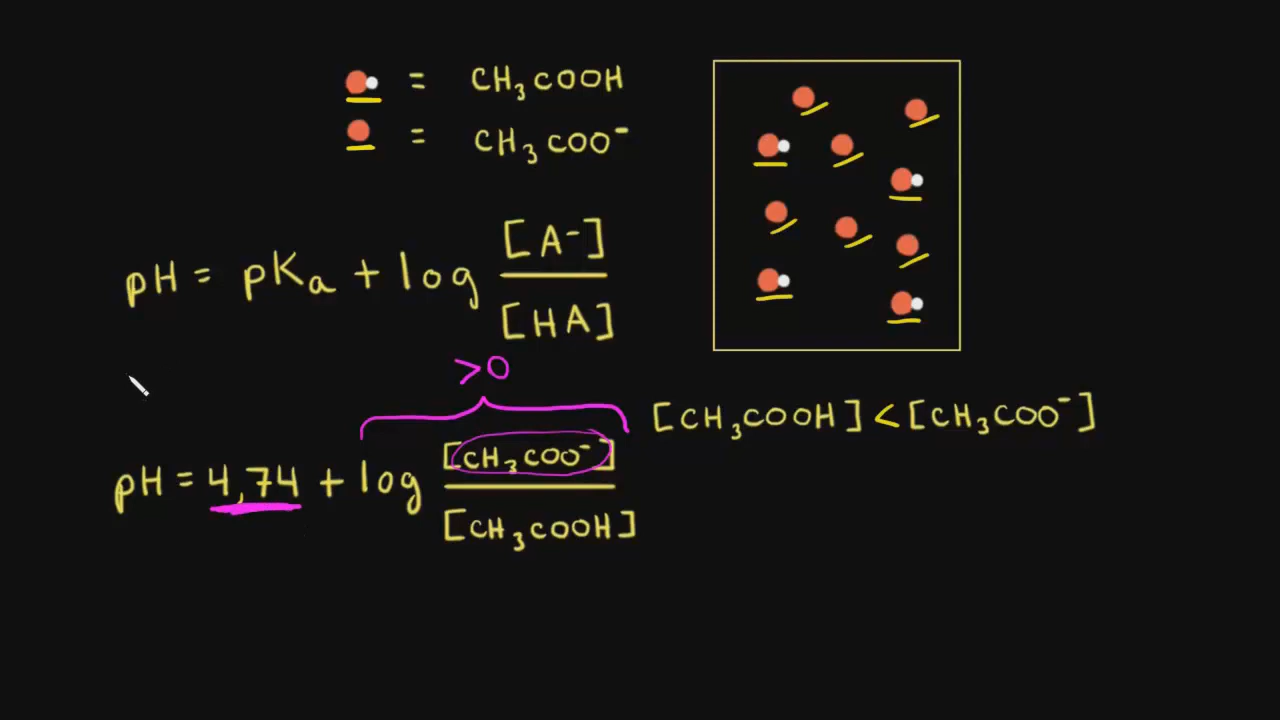 = CH₃COOH
= CH₃COO⁻
pH = pKₐ + log [A⁻] / [HA]
>0
[CH₃COOH] < [CH₃COO⁻]
pH = 4,74 + log [CH₃COO⁻] / [CH₃COOH]